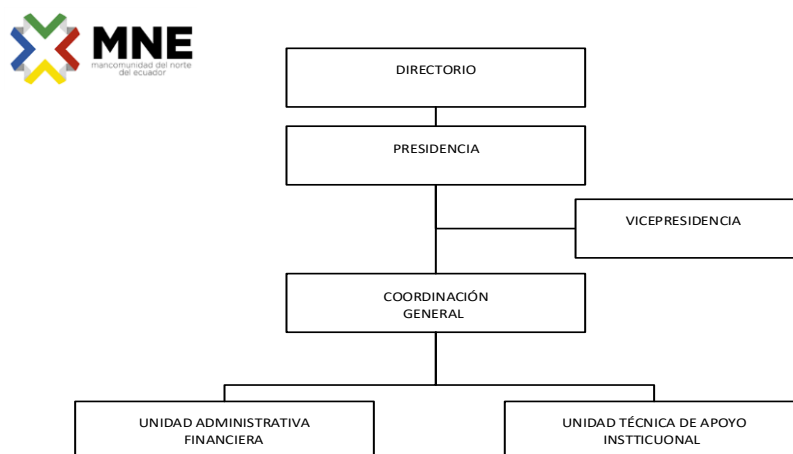 MNE
mancomunidad del norte
del ecuador
DIRECTORIO
PRESIDENCIA
VICEPRESIDENCIA
COORDINACIÓN
GENERAL
UNIDAD ADMINISTRATIVA
FINANCIERA
UNIDAD TÉCNICA DE APOYO
INSTTICUONAL